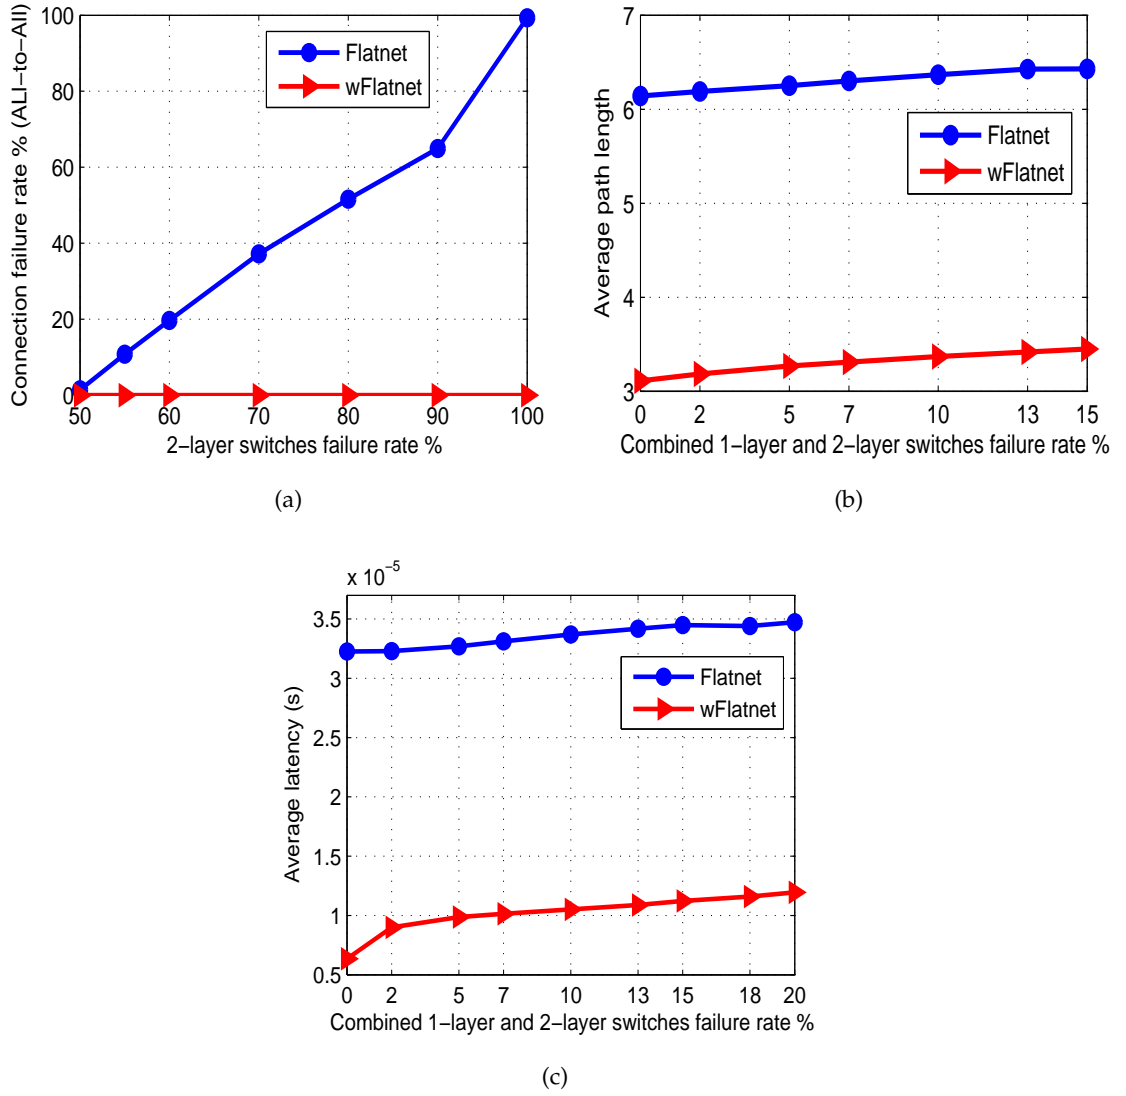 Connection failure rate % (ALl−to−All)
100
80
60
40
20
0
Flatnet
wFlatnet
50 60 70 80 90 100
2−layer switches failure rate %
(a)
Average path length
7
6
5
4
3
Flatnet
wFlatnet
0 2 5 7 10 13 15
Combined 1−layer and 2−layer switches failure rate %
(b)
x 10−5
Average latency (s)
3.5
3
2.5
2
1.5
1
0.5
Flatnet
wFlatnet
0 2 5 7 10 13 15 18 20
Combined 1−layer and 2−layer switches failure rate %
(c)